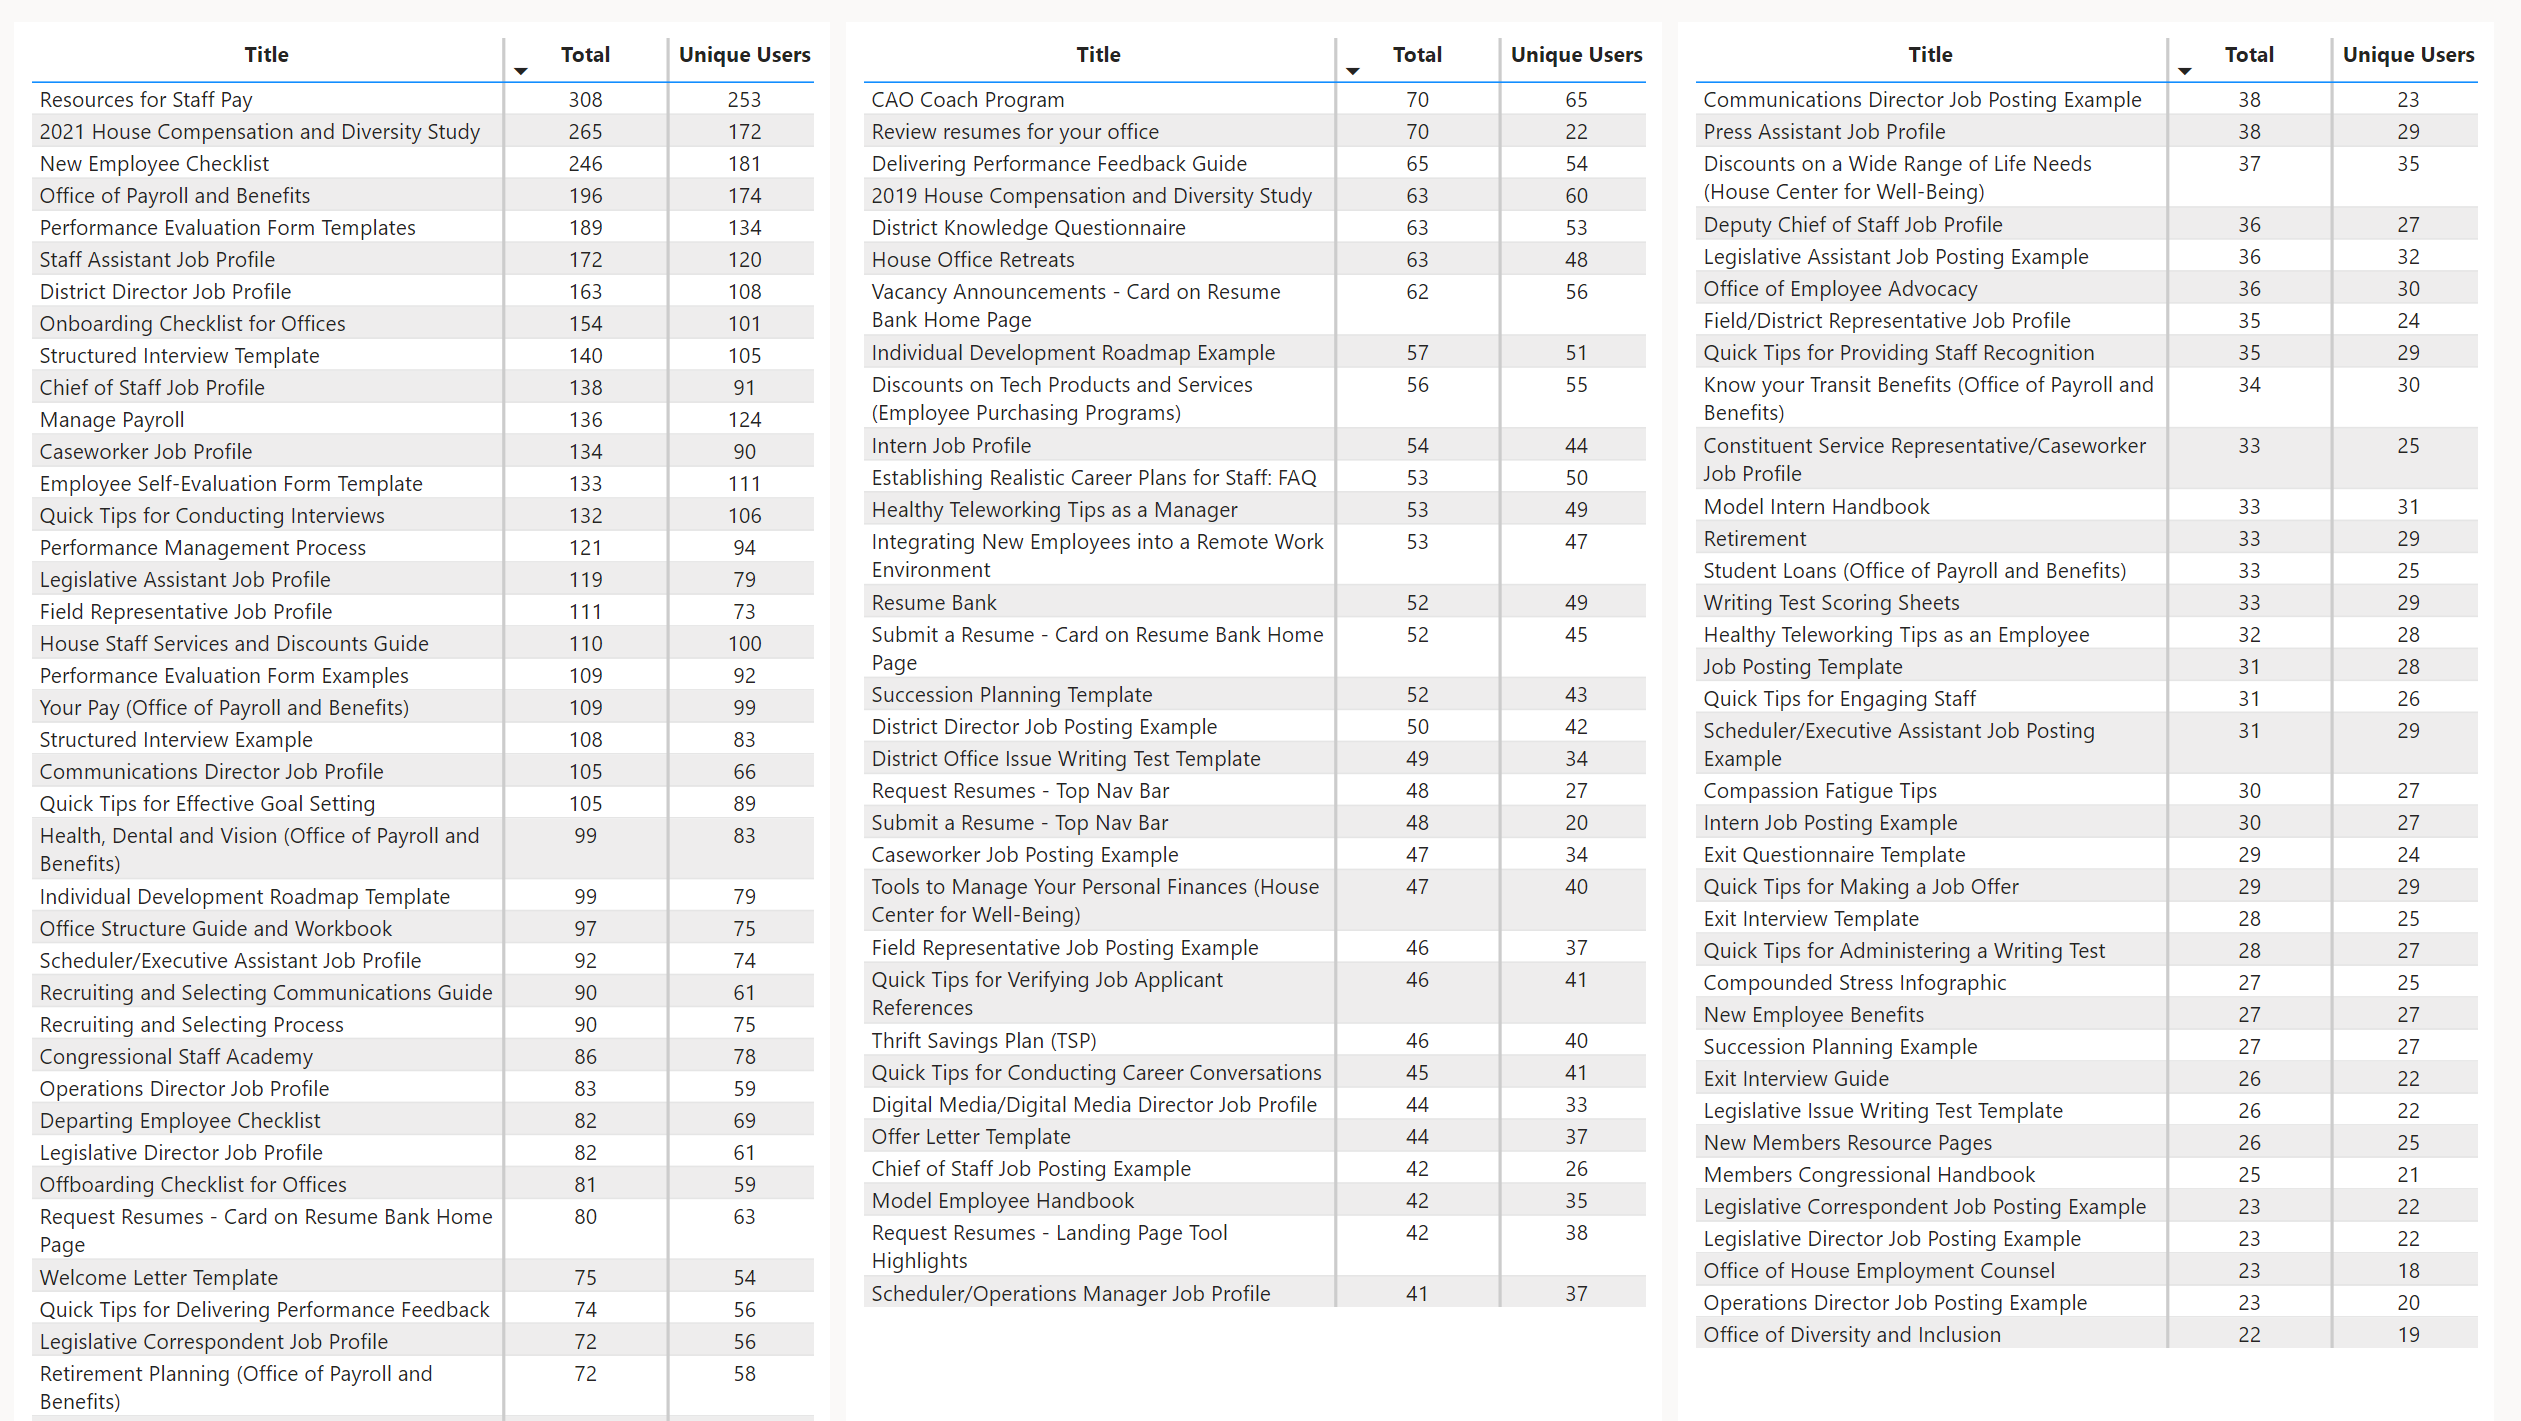 Title Total Unique Users
Resources for Staff Pay 308 253
2021 House Compensation and Diversity Study 265 172
New Employee Checklist 246 181
Office of Payroll and Benefits 196 174
Performance Evaluation Form Templates 189 134
Staff Assistant Job Profile 172 120
District Director Job Profile 163 108
Onboarding Checklist for Offices 154 101
Structured Interview Template 140 105
Chief of Staff Job Profile 138 91
Manage Payroll 136 124
Caseworker Job Profile 134 90
Employee Self-Evaluation Form Template 133 111
Quick Tips for Conducting Interviews 132 106
Performance Management Process 121 94
Legislative Assistant Job Profile 119 79
Field Representative Job Profile 111 73
House Staff Services and Discounts Guide 110 100
Performance Evaluation Form Examples 109 92
Your Pay (Office of Payroll and Benefits) 109 99
Structured Interview Example 108 83
Communications Director Job Profile 105 66
Quick Tips for Effective Goal Setting 105 89
Health, Dental and Vision (Office of Payroll and 99 83
Benefits)
Individual Development Roadmap Template 99 79
Office Structure Guide and Workbook 97 75
Scheduler/Executive Assistant Job Profile 92 74
Recruiting and Selecting Communications Guide 90 61
Recruiting and Selecting Process 90 75
Congressional Staff Academy 86 78
Operations Director Job Profile 83 59
Departing Employee Checklist 82 69
Legislative Director Job Profile 82 61
Offboarding Checklist for Offices 81 59
Request Resumes - Card on Resume Bank Home 80 63
Page
Welcome Letter Template 75 54
Quick Tips for Delivering Performance Feedback 74 56
Legislative Correspondent Job Profile 72 56
Retirement Planning (Office of Payroll and 72 58
Benefits)
Title Total Unique Users
CAO Coach Program 70 65
Review resumes for your office 70 22
Delivering Performance Feedback Guide 65 54
2019 House Compensation and Diversity Study 63 60
District Knowledge Questionnaire 63 53
House Office Retreats 63 48
Vacancy Announcements - Card on Resume 62 56
Bank Home Page
Individual Development Roadmap Example 57 51
Discounts on Tech Products and Services 56 55
(Employee Purchasing Programs)
Intern Job Profile 54 44
Establishing Realistic Career Plans for Staff: FAQ 53 50
Healthy Teleworking Tips as a Manager 53 49
Integrating New Employees into a Remote Work 53 47
Environment
Resume Bank 52 49
Submit a Resume - Card on Resume Bank Home 52 45
Page
Succession Planning Template 52 43
District Director Job Posting Example 50 42
District Office Issue Writing Test Template 49 34
Request Resumes - Top Nav Bar 48 27
Submit a Resume - Top Nav Bar 48 20
Caseworker Job Posting Example 47 34
Tools to Manage Your Personal Finances (House 47 40
Center for Well-Being)
Field Representative Job Posting Example 46 37
Quick Tips for Verifying Job Applicant 46 41
References
Thrift Savings Plan (TSP) 46 40
Quick Tips for Conducting Career Conversations 45 41
Digital Media/Digital Media Director Job Profile 44 33
Offer Letter Template 44 37
Chief of Staff Job Posting Example 42 26
Model Employee Handbook 42 35
Request Resumes - Landing Page Tool 42 38
Highlights
Scheduler/Operations Manager Job Profile 41 37
Title Total Unique Users
Communications Director Job Posting Example 38 23
Press Assistant Job Profile 38 29
Discounts on a Wide Range of Life Needs 37 35
(House Center for Well-Being)
Deputy Chief of Staff Job Profile 36 27
Legislative Assistant Job Posting Example 36 32
Office of Employee Advocacy 36 30
Field/District Representative Job Profile 35 24
Quick Tips for Providing Staff Recognition 35 29
Know your Transit Benefits (Office of Payroll and 34 30
Benefits)
Constituent Service Representative/Caseworker 33 25
Job Profile
Model Intern Handbook 33 31
Retirement 33 29
Student Loans (Office of Payroll and Benefits) 33 25
Writing Test Scoring Sheets 33 29
Healthy Teleworking Tips as an Employee 32 28
Job Posting Template 31 28
Quick Tips for Engaging Staff 31 26
Scheduler/Executive Assistant Job Posting 31 29
Example
Compassion Fatigue Tips 30 27
Intern Job Posting Example 30 27
Exit Questionnaire Template 29 24
Quick Tips for Making a Job Offer 29 29
Exit Interview Template 28 25
Quick Tips for Administering a Writing Test 28 27
Compounded Stress Infographic 27 25
New Employee Benefits 27 27
Succession Planning Example 27 27
Exit Interview Guide 26 22
Legislative Issue Writing Test Template 26 22
New Members Resource Pages 26 25
Members Congressional Handbook 25 21
Legislative Correspondent Job Posting Example 23 22
Legislative Director Job Posting Example 23 22
Office of House Employment Counsel 23 18
Operations Director Job Posting Example 23 20
Office of Diversity and Inclusion 22 19